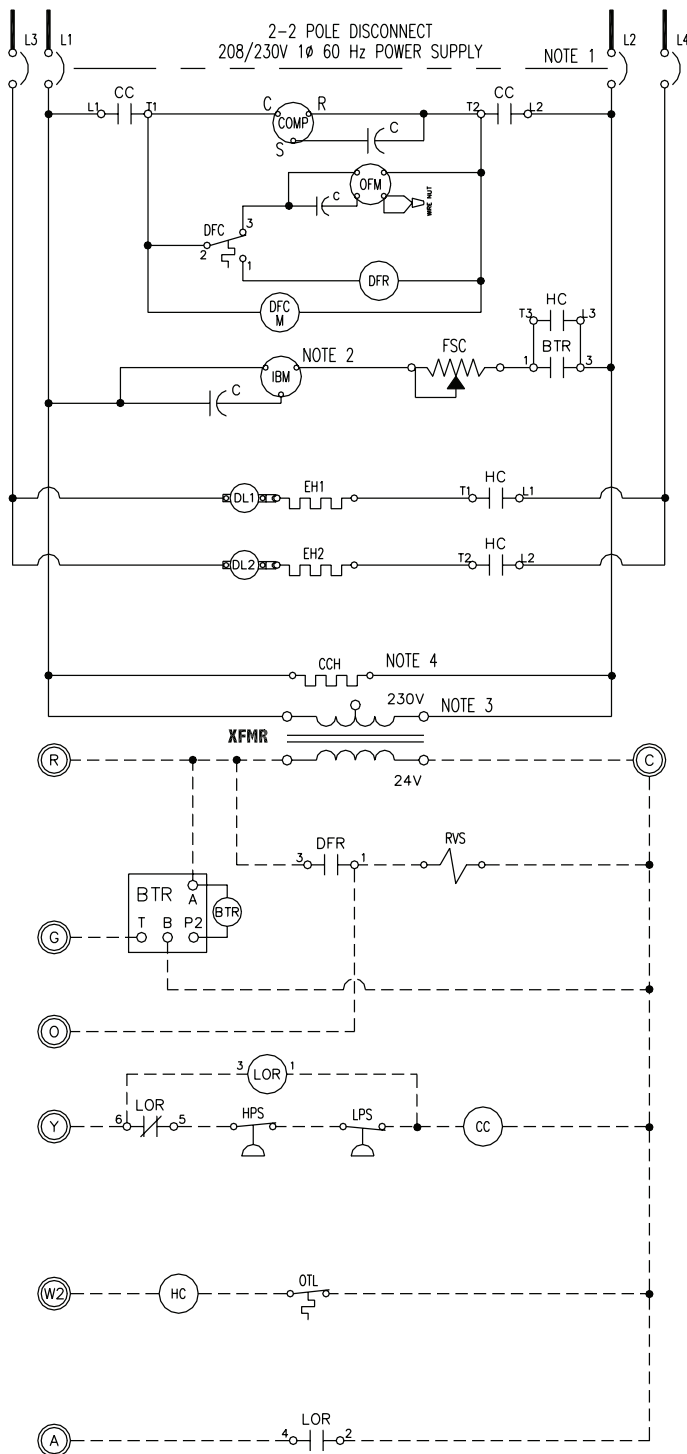 2-2 POLE DISCONNECT
208/230V 1ø 60 Hz POWER SUPPLY
L3 L1 NOTE 1 L2 L4
L1 CC T1 C COMP R T2 CC L2
S C
OFM
C WIRE NUT
DFC 3
2
1 DFR
DFC M
HC
T3 L3
NOTE 2 FSC BTR
IBM 1 3
C
DL1 EH1 T1 HC L1
DL2 EH2 T2 HC L2
CCH NOTE 4
230V NOTE 3
XFMR
R C
24V
DFR RVS
3 1
BTR A BTR
G T B P2
O
3 LOR 1
Y 6 LOR 5 HPS LPS CC
W2 HC OTL
A 4 LOR 2